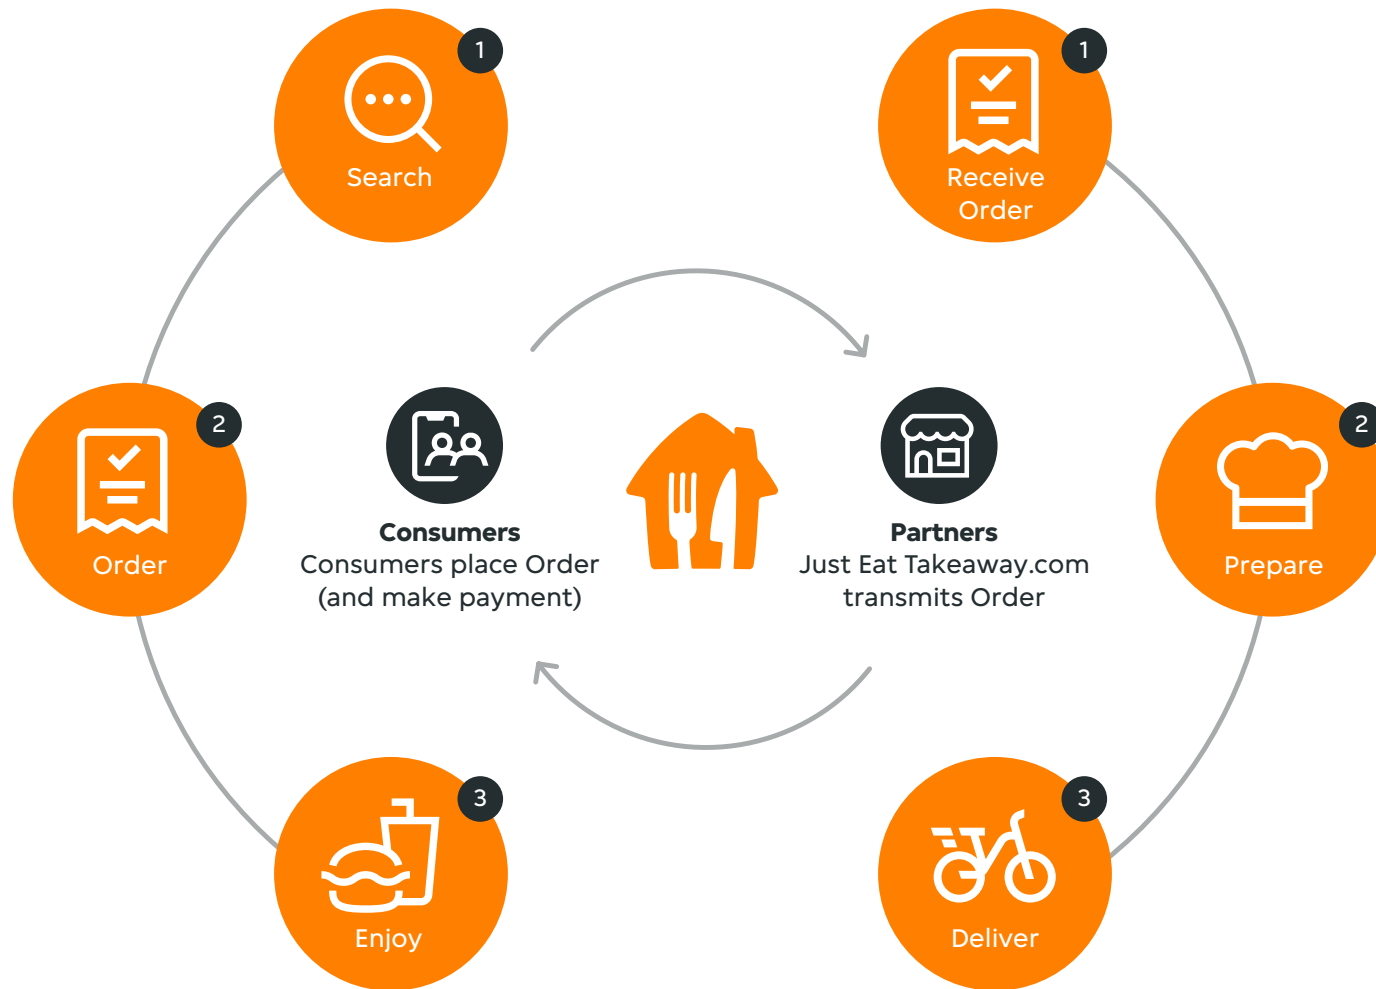 1
Search
2
Order
3
Enjoy
Consumers
Consumers place Order
(and make payment)
Partners
Just Eat Takeaway.com
transmits Order
1
Receive
Order
2
Prepare
3
Deliver